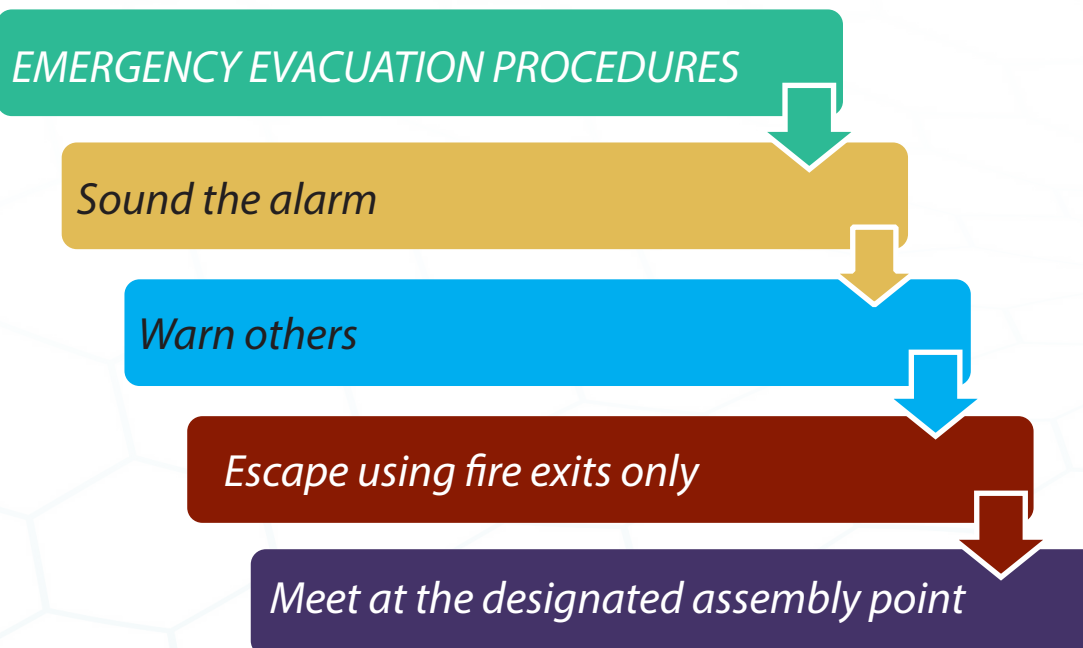 EMERGENCY EVACUATION PROCEDURES
Sound the alarm
Warn others
Escape using fire exits only
Meet at the designated assembly point